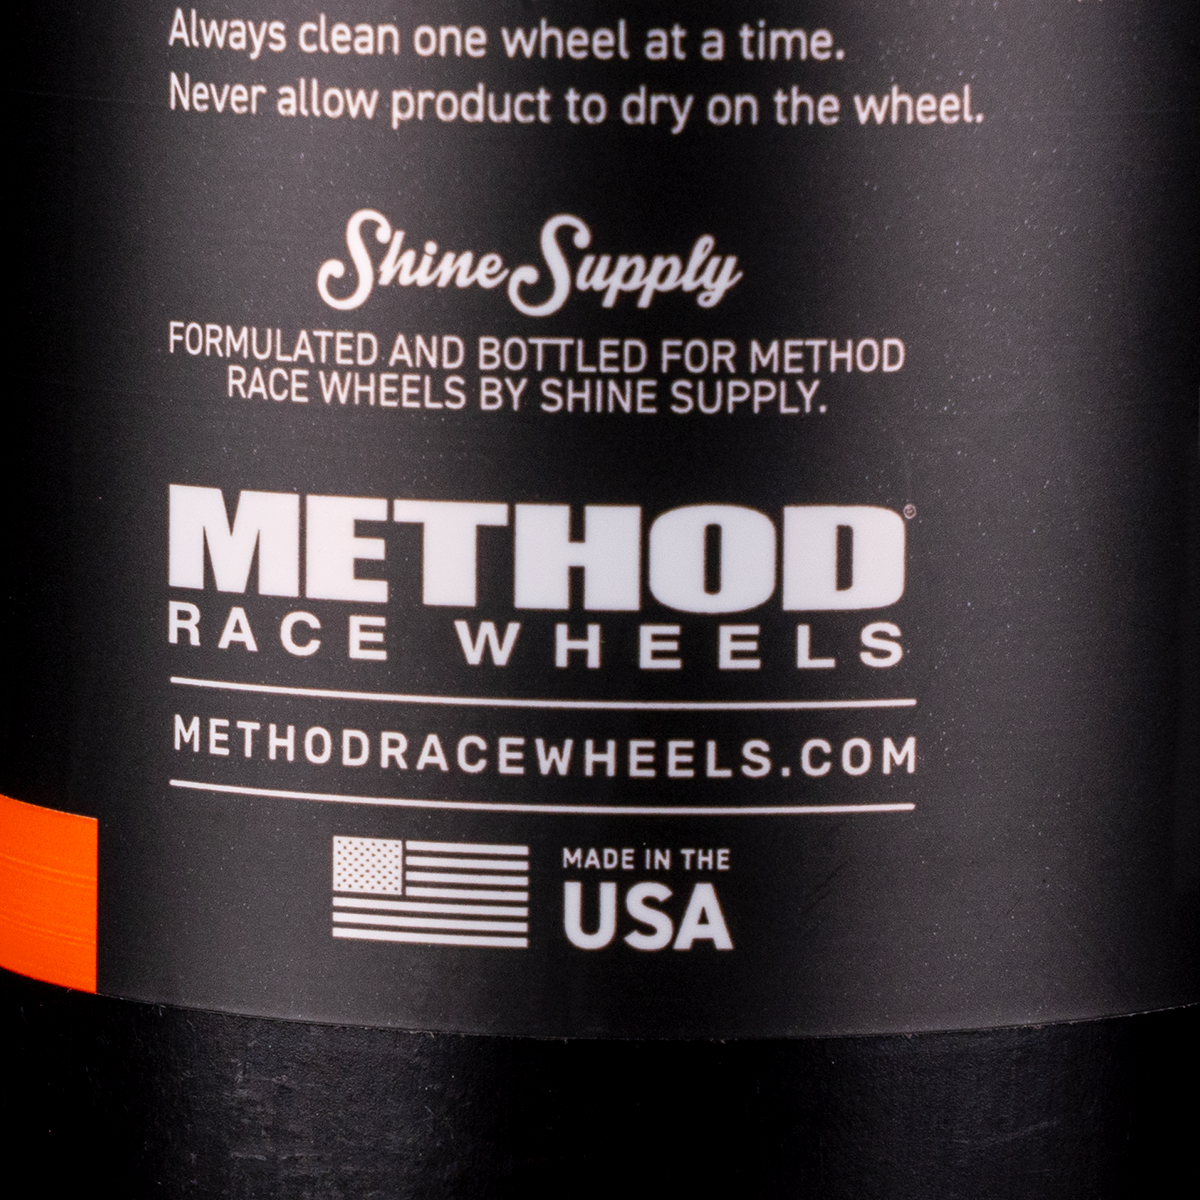 Always clean one wheel at a time.
Never allow product to dry on the wheel.
Shine Supply
FORMULATED AND BOTTLED FOR METHOD
RACE WHEELS BY SHINE SUPPLY.
METHOD®
RACE WHEELS
METHODRACEWHEELS.COM
MADE IN THE
USA